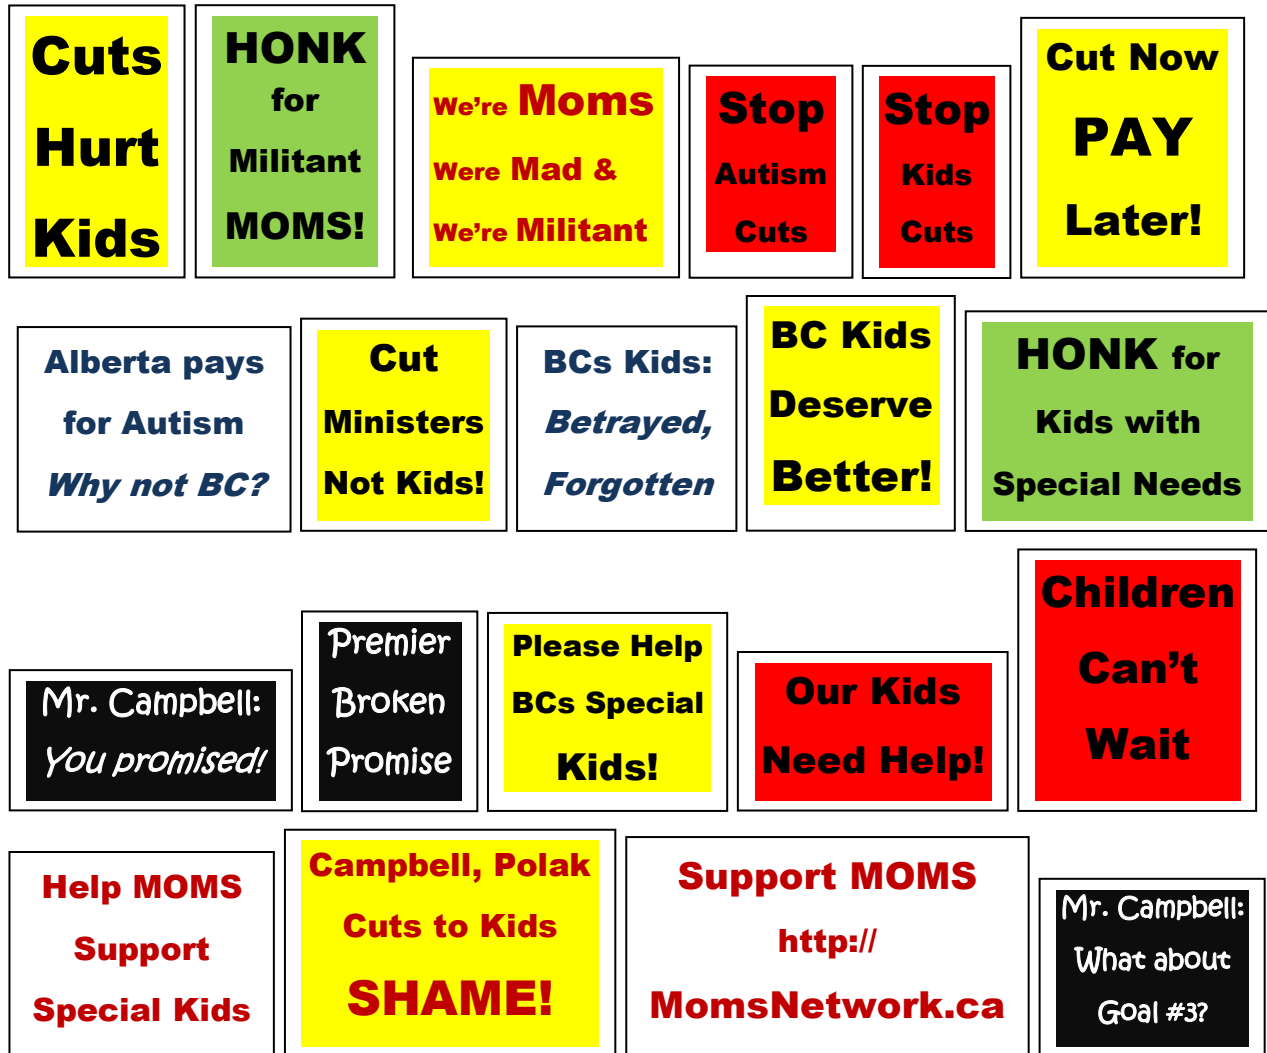 Cuts
Hurt
Kids
HONK
for
Militant
MOMS!
We're Moms
Were Mad &
We're Militant
Stop
Autism
Cuts
Stop
Kids
Cuts
Cut Now
PAY
Later!
Alberta pays
for Autism
Why not BC?
Cut
Ministers
Not Kids!
BCs Kids:
Betrayed,
Forgotten
BC Kids
Deserve
Better!
HONK for
Kids with
Special Needs
Mr. Campbell:
You promised!
Premier
Broken
Promise
Please Help
BCs Special
Kids!
Our Kids
Need Help!
Children
Can't
Wait
Help MOMS
Support
Special Kids
Campbell, Polak
Cuts to Kids
SHAME!
Support MOMS
http://
MomsNetwork.ca
Mr. Campbell:
What about
Goal #3?